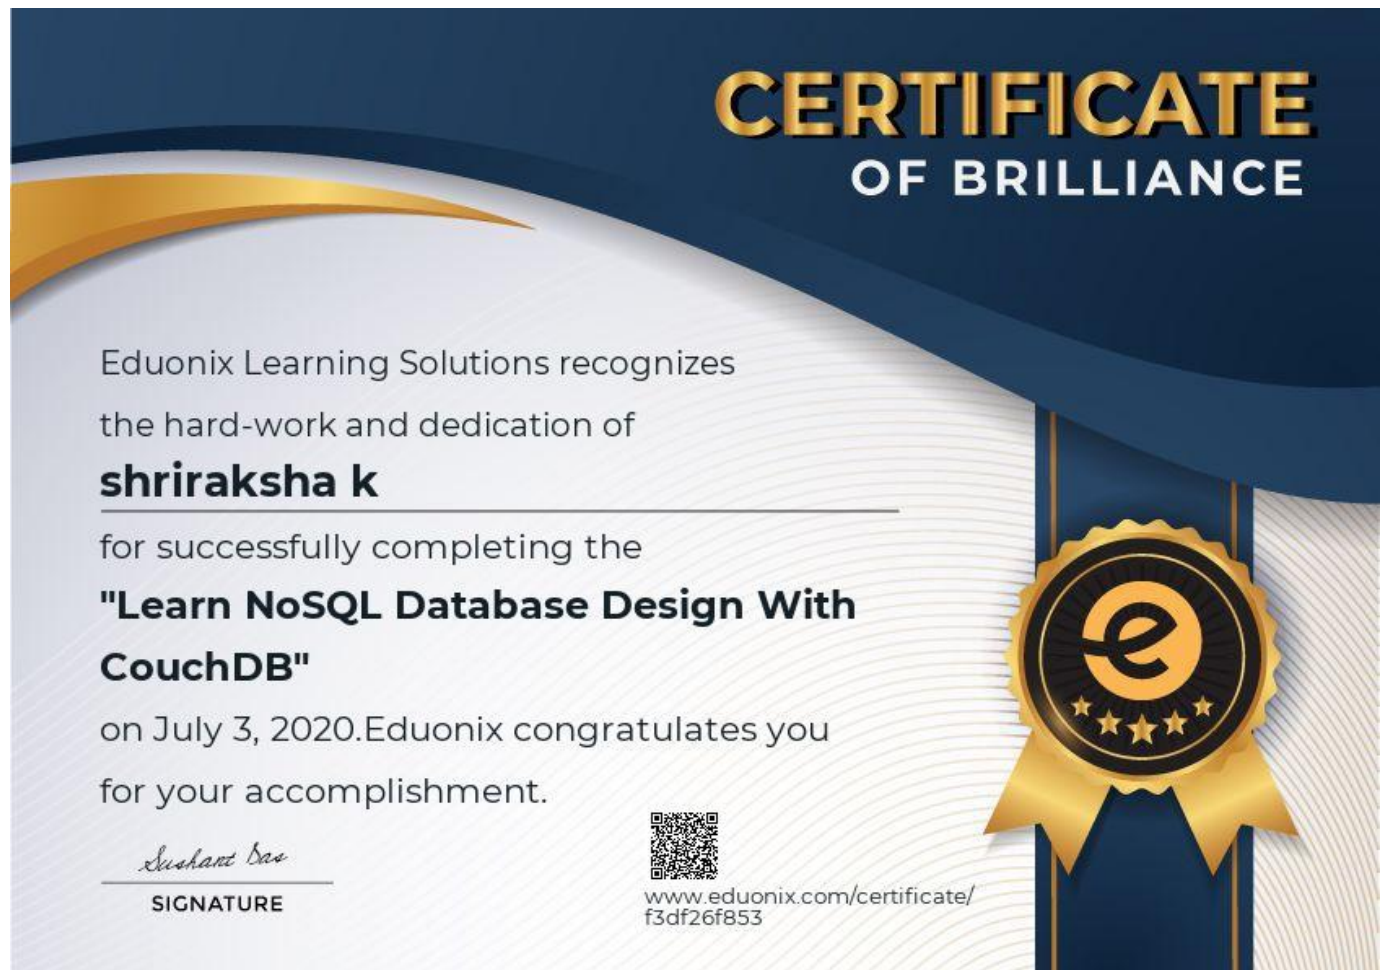 CERTIFICATE
OF BRILLIANCE
Eduonix Learning Solutions recognizes
the hard-work and dedication of
shriraksha k
for successfully completing the
"Learn NoSQL Database Design With
CouchDB"
on July 3, 2020.Eduonix congratulates you
for your accomplishment.
Sushant Das
SIGNATURE
www.eduonix.com/certificate/
f3df26f853